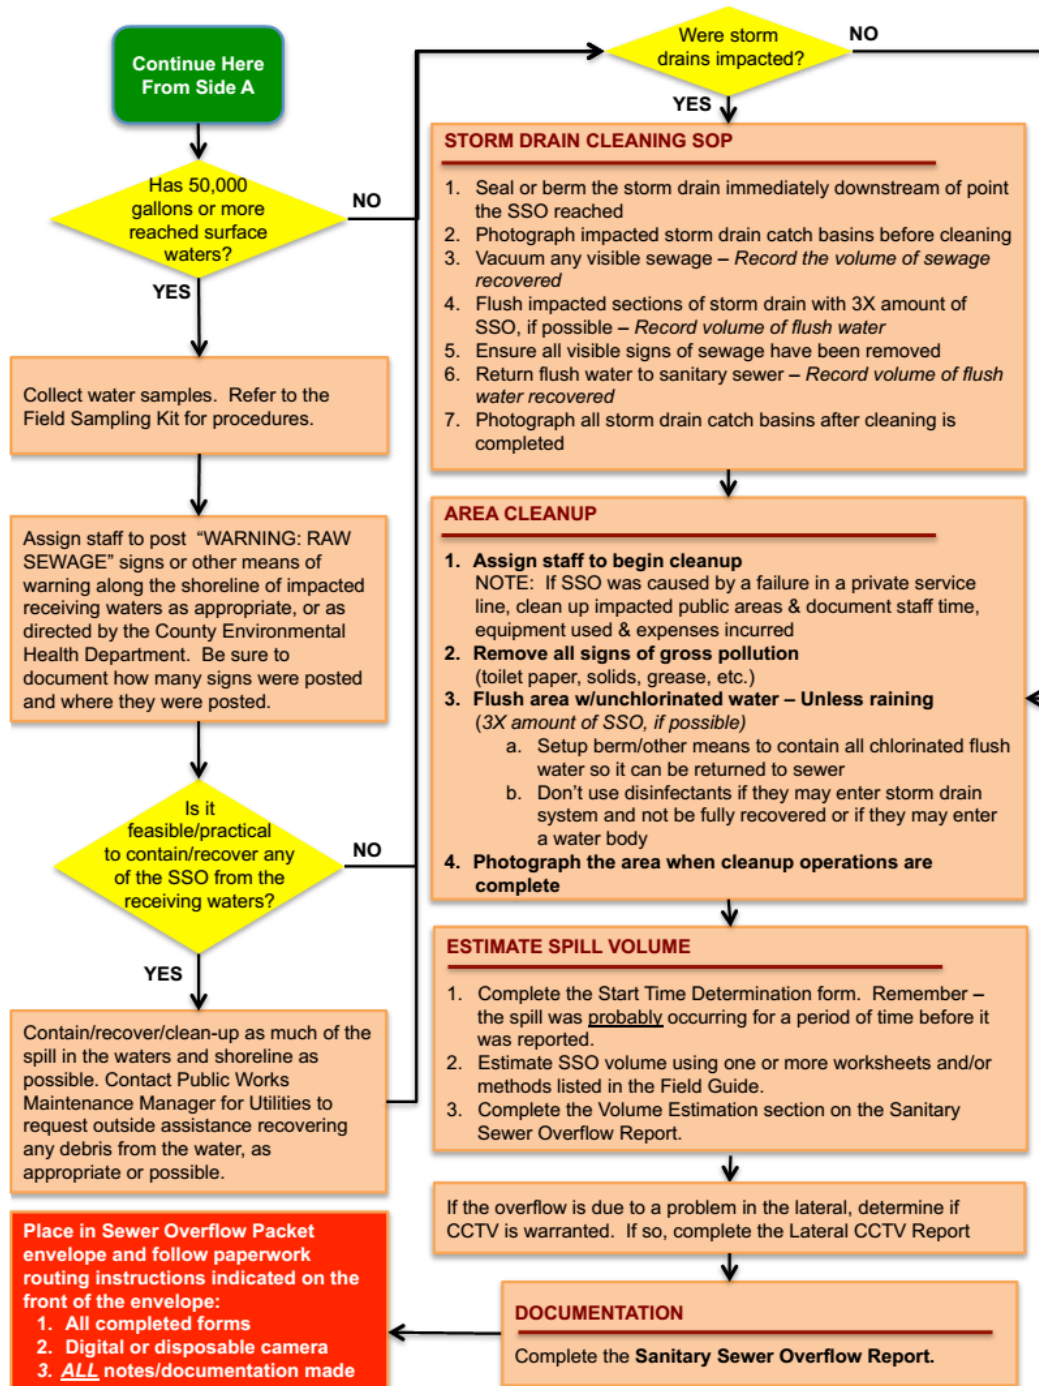 Continue Here
From Side A
Has 50,000
gallons or more
reached surface
waters?
NO
YES
Collect water samples.  Refer to the
Field Sampling Kit for procedures.
Assign staff to post  “WARNING: RAW
SEWAGE” signs or other means of
warning along the shoreline of impacted
receiving waters as appropriate, or as
directed by the County Environmental
Health Department.  Be sure to
document how many signs were posted
and where they were posted.
Is it
feasible/practical
to contain/recover any
of the SSO from the
receiving waters?
NO
YES
Contain/recover/clean-up as much of the
spill in the waters and shoreline as
possible. Contact Public Works
Maintenance Manager for Utilities to
request outside assistance recovering
any debris from the water, as
appropriate or possible.
Were storm
drains impacted?
NO
YES
STORM DRAIN CLEANING SOP
1. Seal or berm the storm drain immediately downstream of point
the SSO reached
2. Photograph impacted storm drain catch basins before cleaning
3. Vacuum any visible sewage – Record the volume of sewage
recovered
4. Flush impacted sections of storm drain with 3X amount of
SSO, if possible – Record volume of flush water
5. Ensure all visible signs of sewage have been removed
6. Return flush water to sanitary sewer – Record volume of flush
water recovered
7. Photograph all storm drain catch basins after cleaning is
completed
AREA CLEANUP
1. Assign staff to begin cleanup
NOTE:  If SSO was caused by a failure in a private service
line, clean up impacted public areas & document staff time,
equipment used & expenses incurred
2. Remove all signs of gross pollution
(toilet paper, solids, grease, etc.)
3. Flush area w/unchlorinated water – Unless raining
(3X amount of SSO, if possible)
a. Setup berm/other means to contain all chlorinated flush
water so it can be returned to sewer
b. Don’t use disinfectants if they may enter storm drain
system and not be fully recovered or if they may enter
a water body
4. Photograph the area when cleanup operations are
complete
ESTIMATE SPILL VOLUME
1. Complete the Start Time Determination form.  Remember –
the spill was probably occurring for a period of time before it
was reported.
2. Estimate SSO volume using one or more worksheets and/or
methods listed in the Field Guide.
3. Complete the Volume Estimation section on the Sanitary
Sewer Overflow Report.
If the overflow is due to a problem in the lateral, determine if
CCTV is warranted.  If so, complete the Lateral CCTV Report
DOCUMENTATION
Complete the Sanitary Sewer Overflow Report.
Place in Sewer Overflow Packet
envelope and follow paperwork
routing instructions indicated on the
front of the envelope:
1. All completed forms
2. Digital or disposable camera
3. ALL notes/documentation made